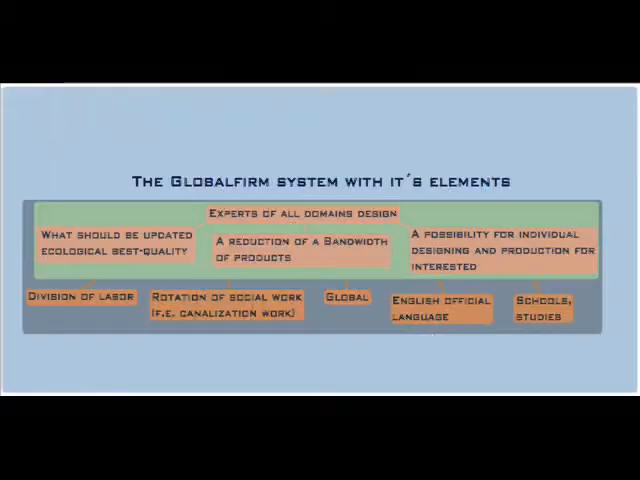 The Globalfirm system with it´s elements
Experts of all domains design
What should be updated
ecological best-quality
A reduction of a Bandwidth
of products
A possibility for individual
designing and production for
interested
Division of labor
Rotation of social work
(f.e. canalization work)
Global
English official
language
Schools,
studies